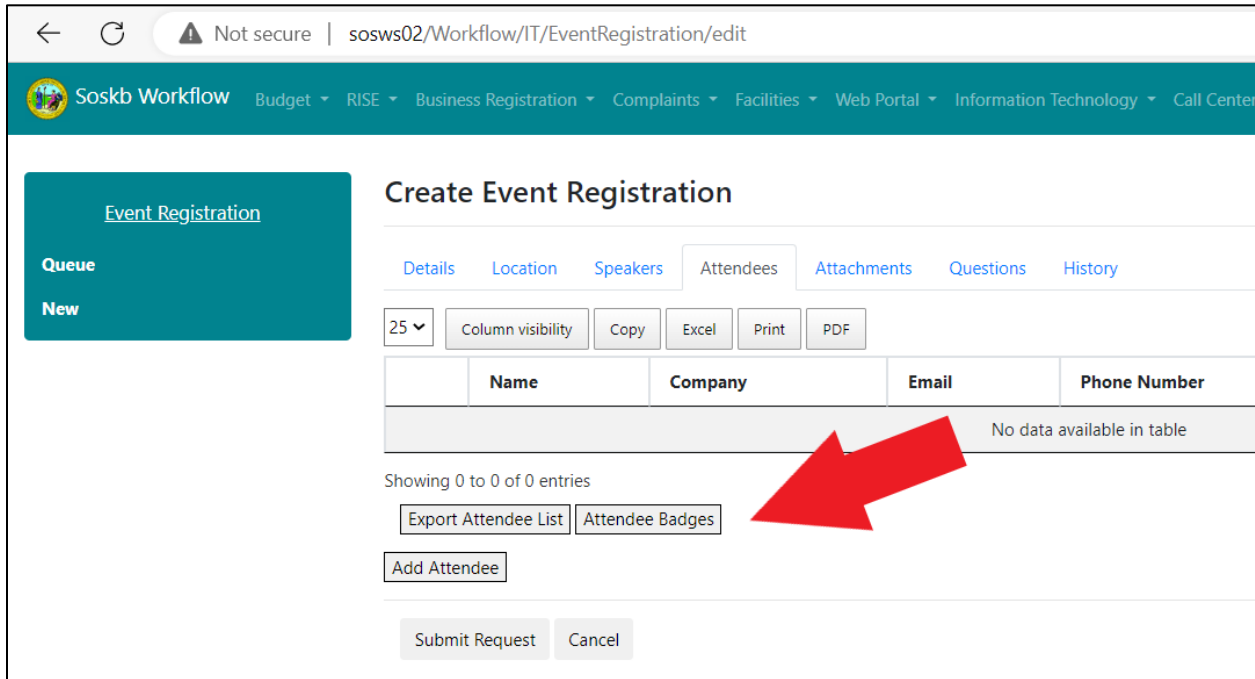 Not secure | sosws02/Workflow/IT/EventRegistration/edit
Soskb Workflow Budget RISE Business Registration Complaints Facilities Web Portal Information Technology Call Center
Event Registration
Queue
New
Create Event Registration
Details Location Speakers Attendees Attachments Questions History
25 Column visibility Copy Excel Print PDF
Name Company Email Phone Number
No data available in table
Showing 0 to 0 of 0 entries
Export Attendee List Attendee Badges
Add Attendee
Submit Request Cancel